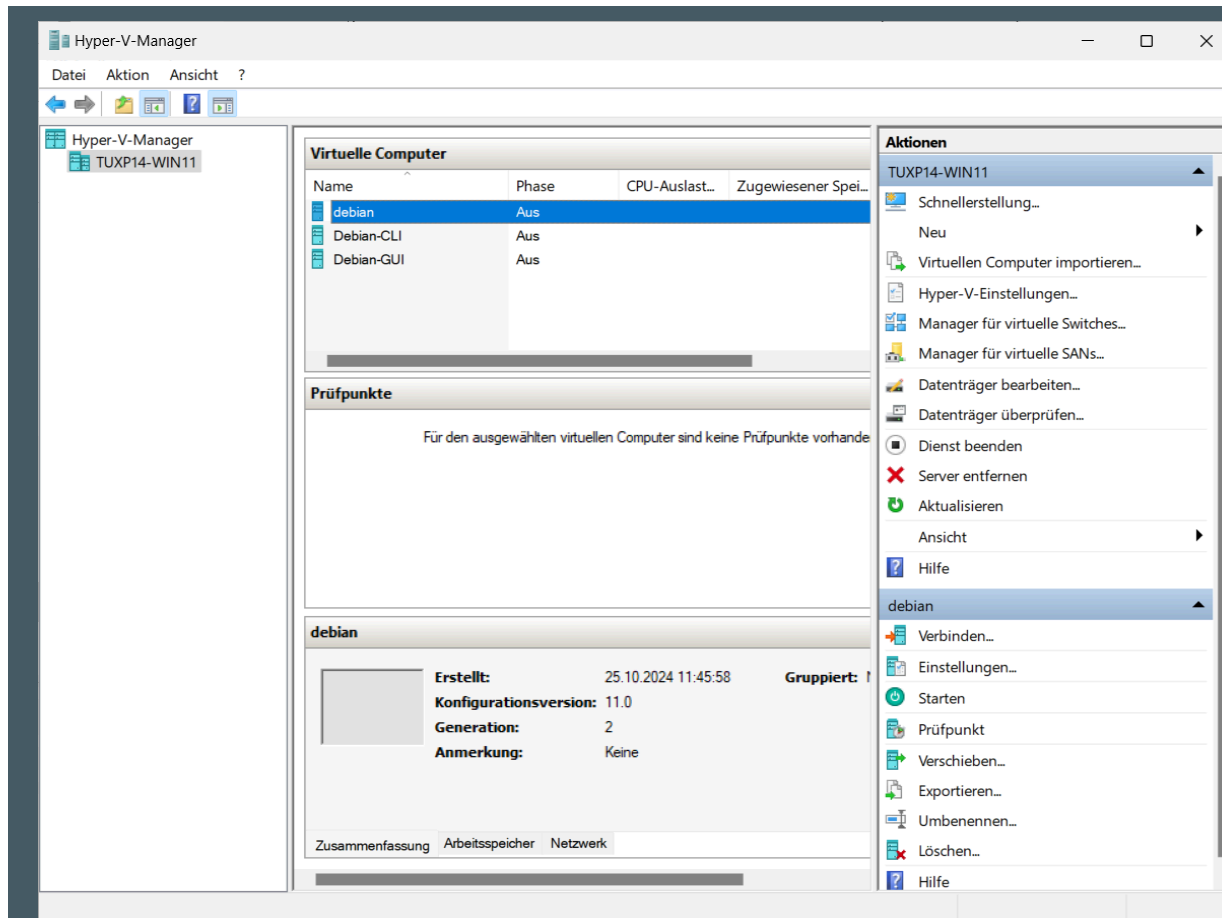 Hyper-V-Manager
Datei Aktion Ansicht ?
Hyper-V-Manager
TUXP14-WIN11
Virtuelle Computer
Name Phase CPU-Auslast... Zugewiesener Spei...
debian Aus
Debian-CLI Aus
Debian-GUI Aus
Prüfpunkte
Für den ausgewählten virtuellen Computer sind keine Prüfpunkte vorhande
debian
Erstellt: 25.10.2024 11:45:58 Gruppiert:
Konfigurationsversion: 11.0
Generation: 2
Anmerkung: Keine
Zusammenfassung Arbeitsspeicher Netzwerk
Aktionen
TUXP14-WIN11
Schnellerstellung...
Neu
Virtuellen Computer importieren...
Hyper-V-Einstellungen...
Manager für virtuelle Switches...
Manager für virtuelle SANs...
Datenträger bearbeiten...
Datenträger überprüfen...
Dienst beenden
Server entfernen
Aktualisieren
Ansicht
Hilfe
debian
Verbinden...
Einstellungen...
Starten
Prüfpunkt
Verschieben...
Exportieren...
Umbenennen...
Löschen...
Hilfe